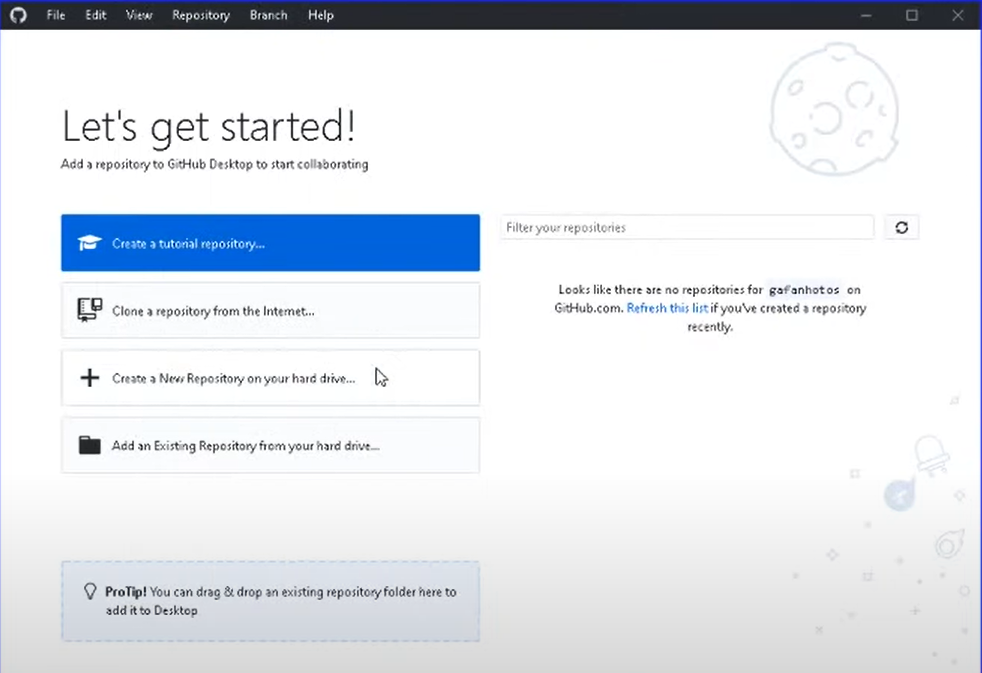 File Edit View Repository Branch Help
Let's get started!
Add a repository to GitHub Desktop to start collaborating
Create a tutorial repository...
Clone a repository from the Internet...
Create a New Repository on your hard drive...
Add an Existing Repository from your hard drive...
ProTip! You can drag & drop an existing repository folder here to
add it to Desktop
Filter your repositories
Looks like there are no repositories for gafanhotos on
GitHub.com. Refresh this list if you've created a repository
recently.